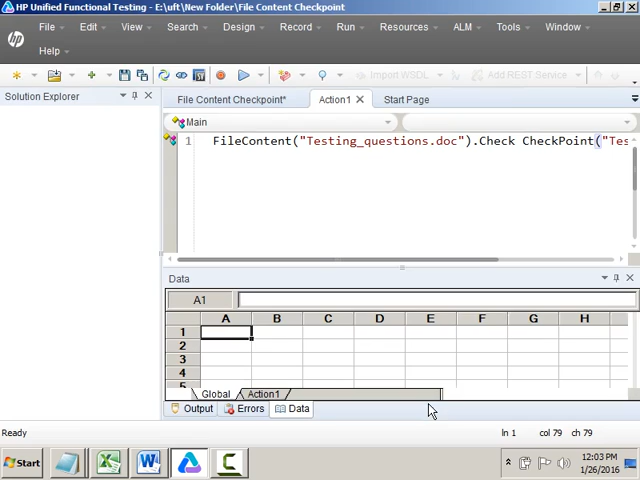 HP Unified Functional Testing - E:\uft\New Folder\File Content Checkpoint
File Edit View Search Design Record Run Resources ALM Tools Window
hp
Help
Import WSDL Add REST Service
Solution Explorer
File Content Checkpoint* Action1 Start Page
Main
1 FileContent("Testing_questions.doc").Check CheckPoint("Tes
Data
A1
A B C D E F G H
1
2
3
4
5
Global Action1
Output Errors Data
Ready Ln 1 col 79 ch 79
Start
12:03 PM
1/26/2016